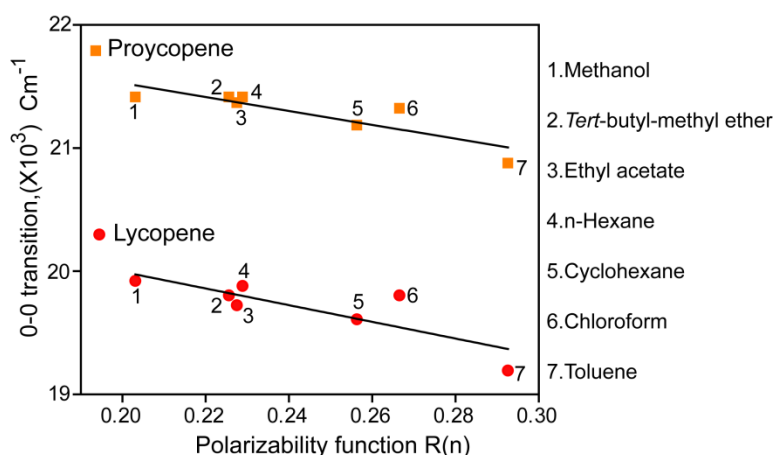 22
21
20
19
0-0 transition,(X10³) Cm⁻¹
Proycopene
1
2
3
4
5
6
7
Lycopene
1
2
3
4
5
6
7
0.20
0.22
0.24
0.26
0.28
0.30
Polarizability function R(n)
1.Methanol
2.Tert-butyl-methyl ether
3.Ethyl acetate
4.n-Hexane
5.Cyclohexane
6.Chloroform
7.Toluene